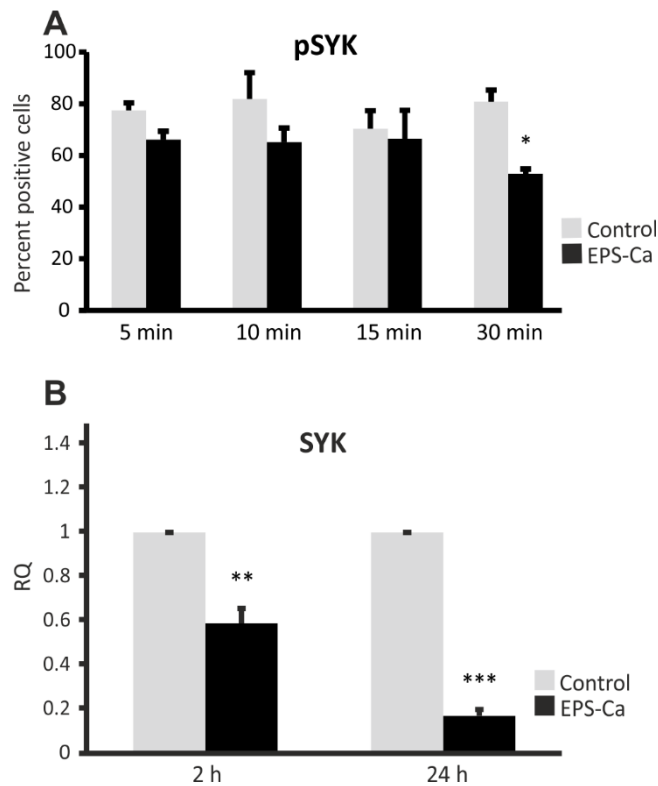 A
pSYK
100
80
60
40
20
0
Percent positive cells
*
Control
EPS-Ca
5 min 10 min 15 min 30 min
B
SYK
1.4
1.2
1
0.8
0.6
0.4
0.2
0
RQ
**
***
Control
EPS-Ca
2 h 24 h